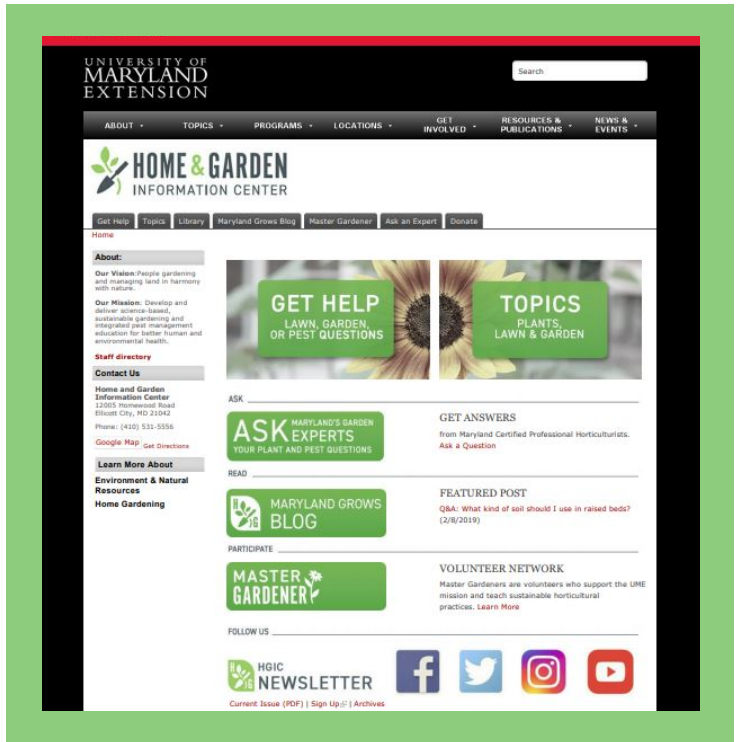 UNIVERSITY OF
MARYLAND
EXTENSION
Search
ABOUT
TOPICS
PROGRAMS
LOCATIONS
GET
INVOLVED
RESOURCES &
PUBLICATIONS
NEWS &
EVENTS
HOME & GARDEN
INFORMATION CENTER
Get Help
Topics
Library
Maryland Grows Blog
Master Gardener
Ask an Expert
Donate
Home
About:
Our Vision:People gardening
and managing land in harmony
with nature.
Our Mission: Develop and
deliver science-based,
sustainable gardening and
integrated pest management
education for better human and
environmental health.
Staff directory
Contact Us
Home and Garden
Information Center
12005 Homewood Road
Ellicott City, MD 21042
Phone: (410) 531-5556
Google Map Get Directions
Learn More About
Environment & Natural
Resources
Home Gardening
GET HELP
LAWN, GARDEN,
OR PEST QUESTIONS
TOPICS
PLANTS,
LAWN & GARDEN
ASK
ASK MARYLAND'S GARDEN
EXPERTS
YOUR PLANT AND PEST QUESTIONS
GET ANSWERS
from Maryland Certified Professional Horticulturists.
Ask a Question
READ
H
G
MARYLAND GROWS
BLOG
FEATURED POST
Q&A: What kind of soil should I use in raised beds?
(2/8/2019)
PARTICIPATE
MASTER
GARDENER
VOLUNTEER NETWORK
Master Gardeners are volunteers who support the UME
mission and teach sustainable horticultural
practices. Learn More
FOLLOW US
H
G
HGIC
NEWSLETTER
f
Current Issue (PDF) | Sign Up | Archives